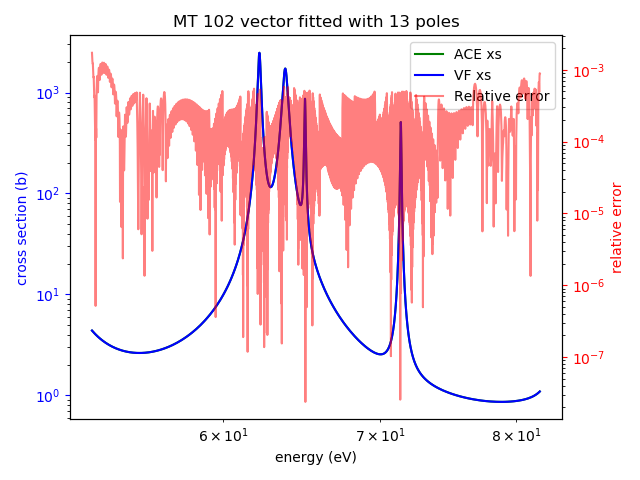 MT 102 vector fitted with 13 poles
ACE xs
VF xs
Relative error
cross section (b)
10³
10²
10¹
10⁰
10⁻³
10⁻⁴
10⁻⁵
10⁻⁶
10⁻⁷
relative error
6 × 10¹
7 × 10¹
8 × 10¹
energy (eV)